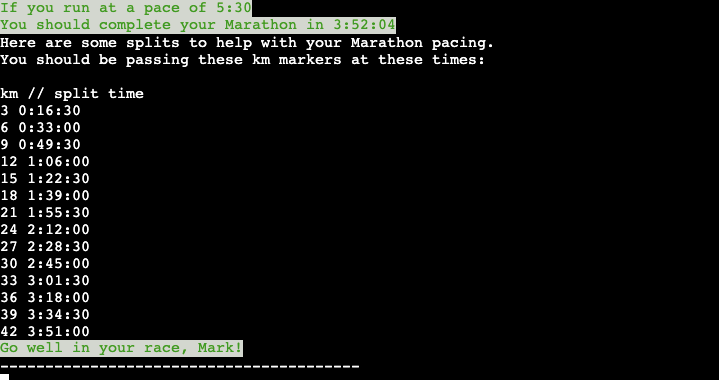 If you run at a pace of 5:30
You should complete your Marathon in 3:52:04
Here are some splits to help with your Marathon pacing.
You should be passing these km markers at these times:

km // split time
3 0:16:30
6 0:33:00
9 0:49:30
12 1:06:00
15 1:22:30
18 1:39:00
21 1:55:30
24 2:12:00
27 2:28:30
30 2:45:00
33 3:01:30
36 3:18:00
39 3:34:30
42 3:51:00
Go well in your race, Mark!
----------------------------------------